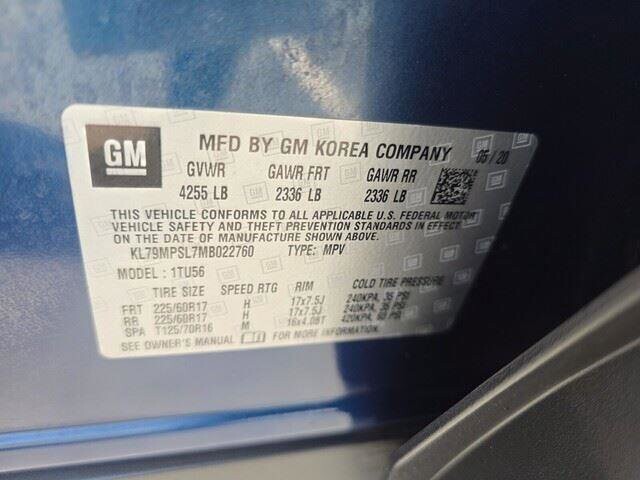 GM
MFD BY GM KOREA COMPANY 05/20
GVWR GAWR FRT GAWR RR
4255 LB 2336 LB 2336 LB
THIS VEHICLE CONFORMS TO ALL APPLICABLE U.S. FEDERAL MOTOR
VEHICLE SAFETY AND THEFT PREVENTION STANDARDS IN EFFECT
ON THE DATE OF MANUFACTURE SHOWN ABOVE.
KL79MPSL7MB022760 TYPE: MPV
MODEL: 1TU56
TIRE SIZE SPEED RTG RIM COLD TIRE PRESSURE
FRT 225/60R17 H 17x7.5J 240KPA, 35 PSI
RR 225/60R17 H 17x7.5J 240KPA, 35 PSI
SPA T125/70R16 M 16x4.0BT 420KPA, 60 PSI
SEE OWNER'S MANUAL FOR MORE INFORMATION.